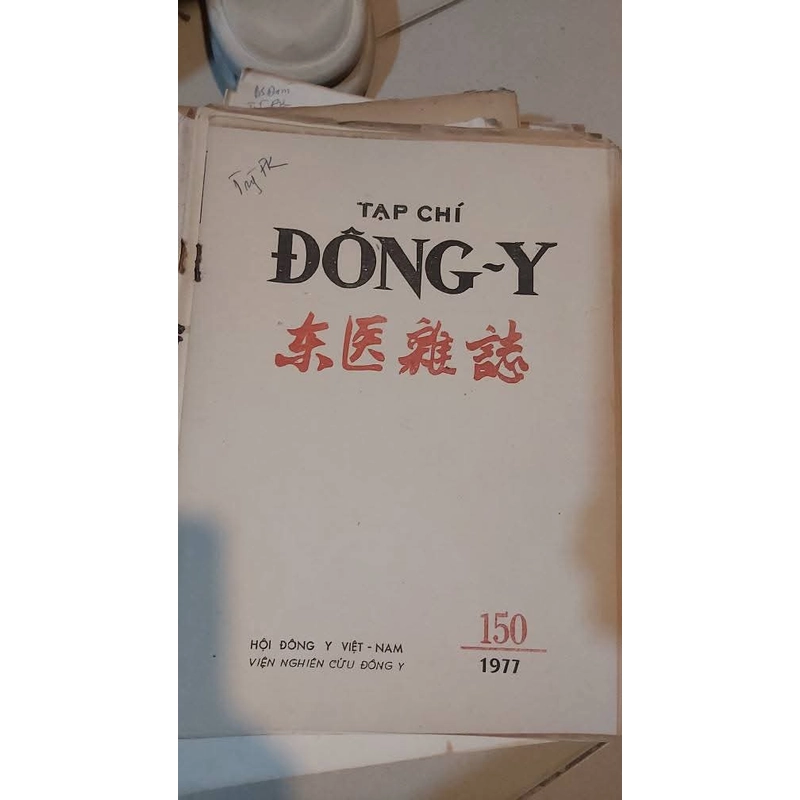 TẠP CHÍ
ĐÔNG-Y
东医雜誌
HỘI ĐÔNG Y VIỆT-NAM
VIỆN NGHIÊN CỨU ĐÔNG Y
150
1977